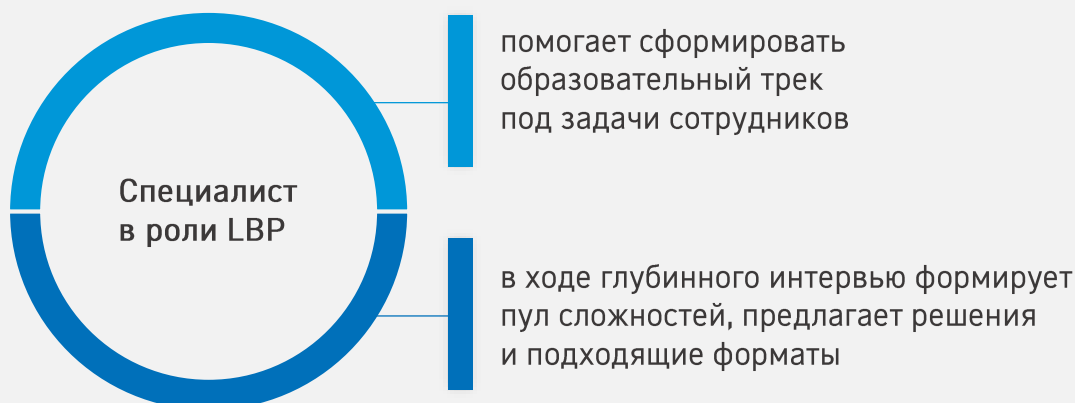 Специалист
в роли LBP
помогает сформировать
образовательный трек
под задачи сотрудников
в ходе глубинного интервью формирует
пул сложностей, предлагает решения
и подходящие форматы